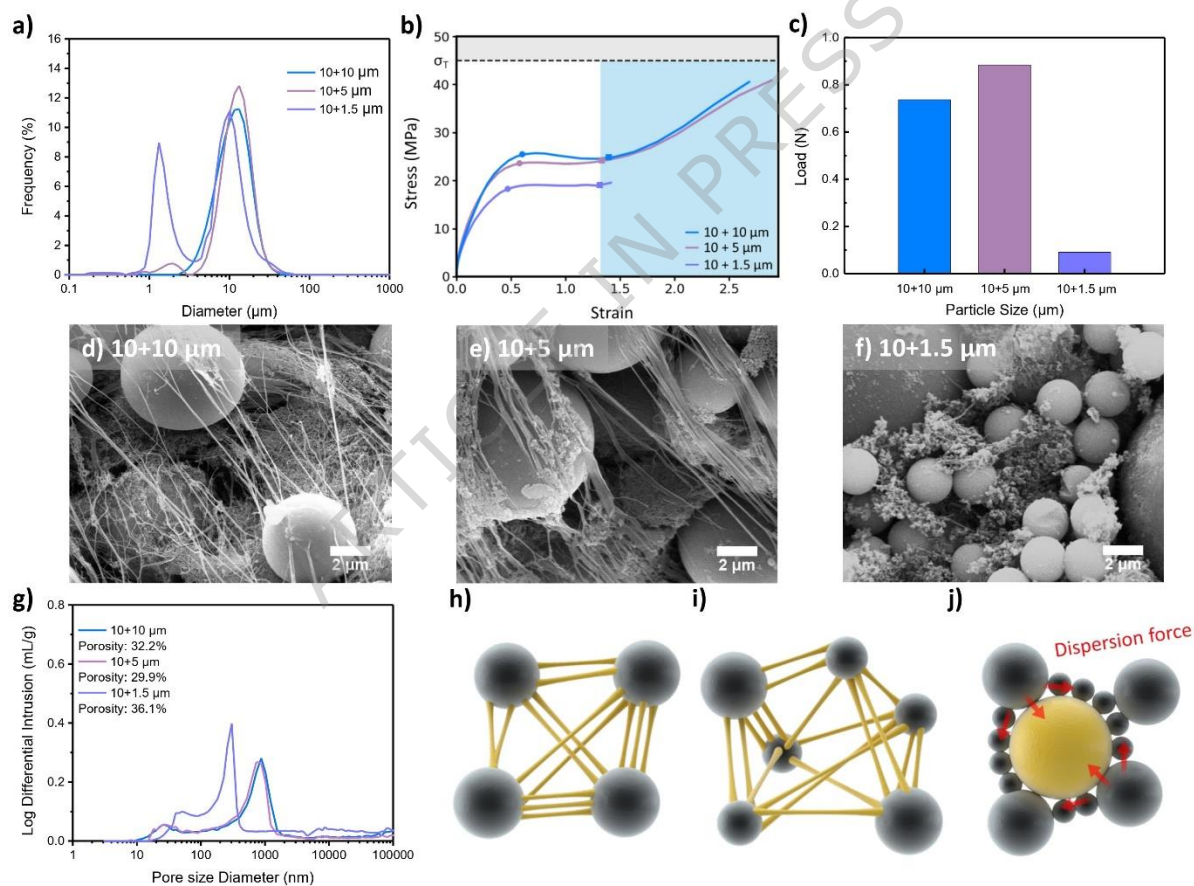 a)
16
14
12
10
8
6
4
2
0
Frequency (%)
10+10 µm
10+5 µm
10+1.5 µm
0.1
1
10
100
1000
Diameter (µm)
b)
50
σT
40
30
20
10
0
Stress (MPa)
10 + 10 µm
10 + 5 µm
10 + 1.5 µm
0.0
0.5
1.0
1.5
2.0
2.5
Strain
c)
1.0
0.8
0.6
0.4
0.2
0.0
Load (N)
10+10 µm
10+5 µm
10+1.5 µm
Particle Size (µm)
ARTICLE IN PRESS
d) 10+10 µm
2 µm
e) 10+5 µm
2 µm
f) 10+1.5 µm
2 µm
g)
0.8
0.6
0.4
0.2
0.0
Log Differential Intrusion (mL/g)
10+10 µm
Porosity: 32.2%
10+5 µm
Porosity: 29.9%
10+1.5 µm
Porosity: 36.1%
1
10
100
1000
10000
100000
Pore size Diameter (nm)
h)
i)
j)
Dispersion force